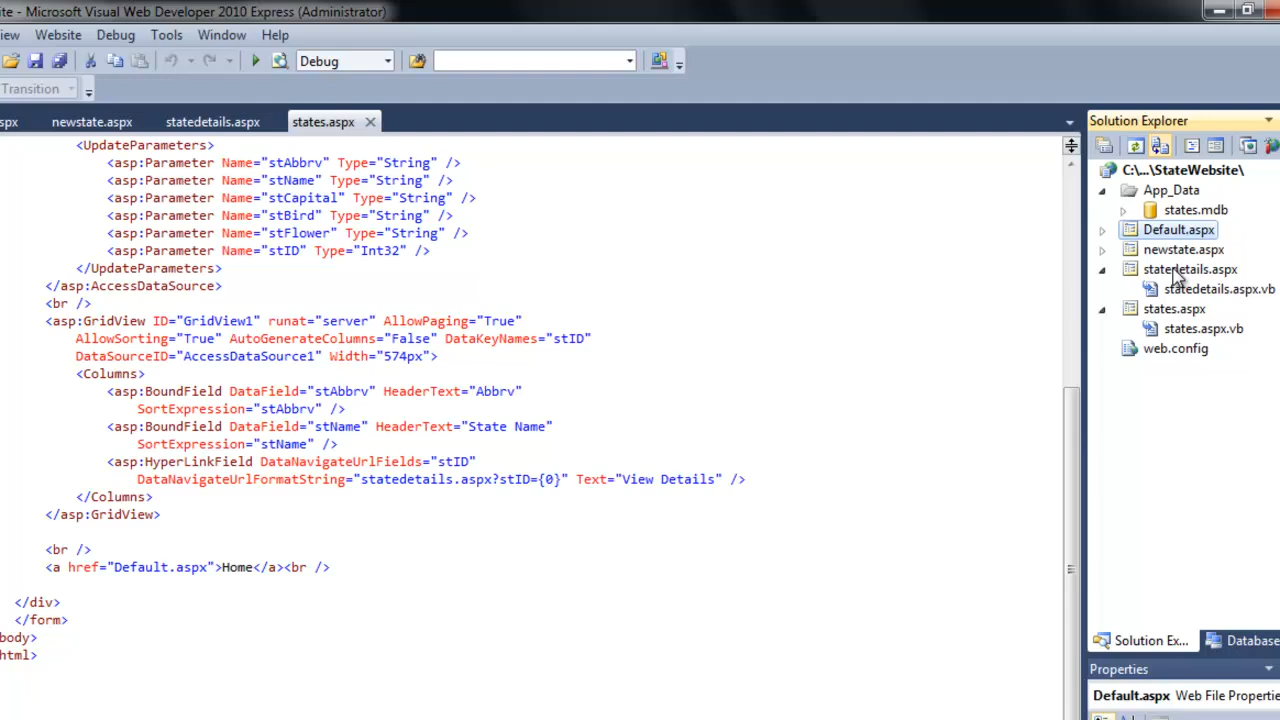 ite - Microsoft Visual Web Developer 2010 Express (Administrator)
iew Website Debug Tools Window Help
Debug
Transition
spx newstate.aspx statedetails.aspx states.aspx
<UpdateParameters>
<asp:Parameter Name="stAbbrv" Type="String" />
<asp:Parameter Name="stName" Type="String" />
<asp:Parameter Name="stCapital" Type="String" />
<asp:Parameter Name="stBird" Type="String" />
<asp:Parameter Name="stFlower" Type="String" />
<asp:Parameter Name="stID" Type="Int32" />
</UpdateParameters>
</asp:AccessDataSource>
<br />
<asp:GridView ID="GridView1" runat="server" AllowPaging="True"
AllowSorting="True" AutoGenerateColumns="False" DataKeyNames="stID"
DataSourceID="AccessDataSource1" Width="574px">
<Columns>
<asp:BoundField DataField="stAbbrv" HeaderText="Abbrv"
SortExpression="stAbbrv" />
<asp:BoundField DataField="stName" HeaderText="State Name"
SortExpression="stName" />
<asp:HyperLinkField DataNavigateUrlFields="stID"
DataNavigateUrlFormatString="statedetails.aspx?stID={0}" Text="View Details" />
</Columns>
</asp:GridView>
<br />
<a href="Default.aspx">Home</a><br />
</div>
</form>
body>
html>
Solution Explorer
C:\...\StateWebsite\
App_Data
states.mdb
Default.aspx
newstate.aspx
statedetails.aspx
statedetails.aspx.vb
states.aspx
states.aspx.vb
web.config
Solution Ex... Database
Properties
Default.aspx Web File Propertie